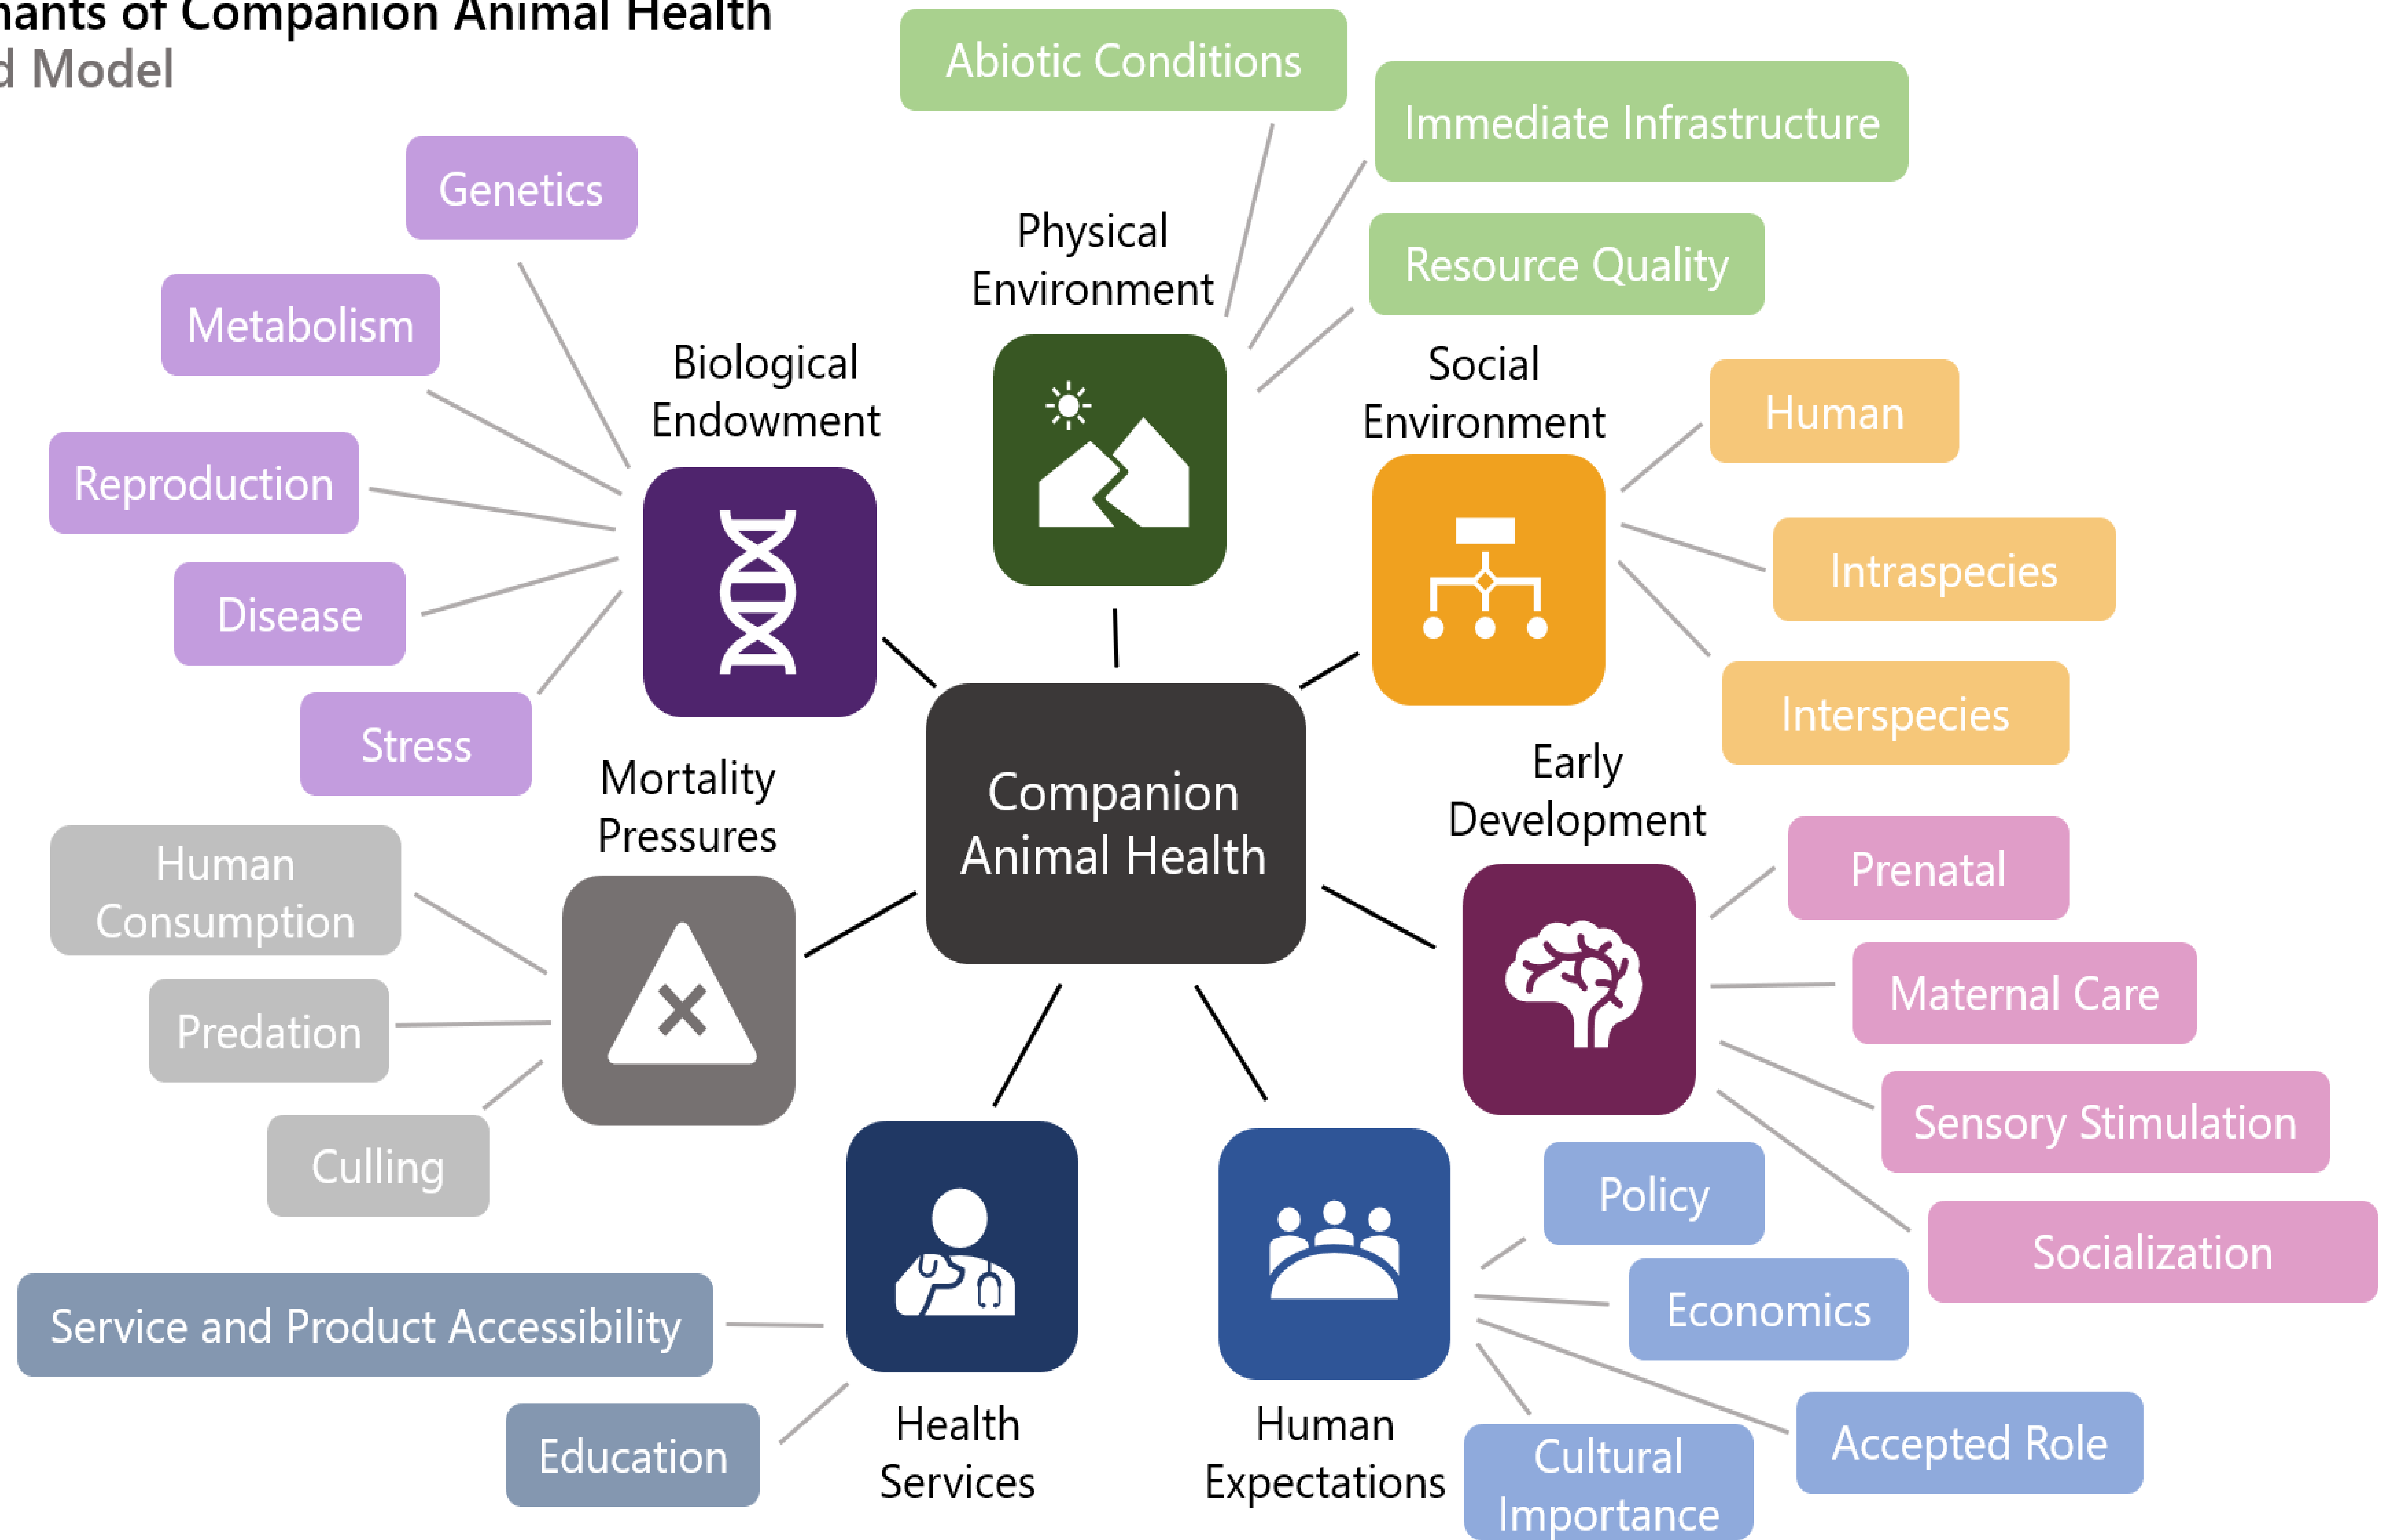 nants of Companion Animal Health
d Model
Abiotic Conditions
Immediate Infrastructure
Resource Quality
Physical
Environment
Genetics
Metabolism
Reproduction
Disease
Stress
Biological
Endowment
Social
Environment
Human
Intraspecies
Interspecies
Companion
Animal Health
Mortality
Pressures
Human
Consumption
Predation
Culling
Early
Development
Prenatal
Maternal Care
Sensory Stimulation
Socialization
Service and Product Accessibility
Education
Health
Services
Human
Expectations
Policy
Economics
Accepted Role
Cultural
Importance